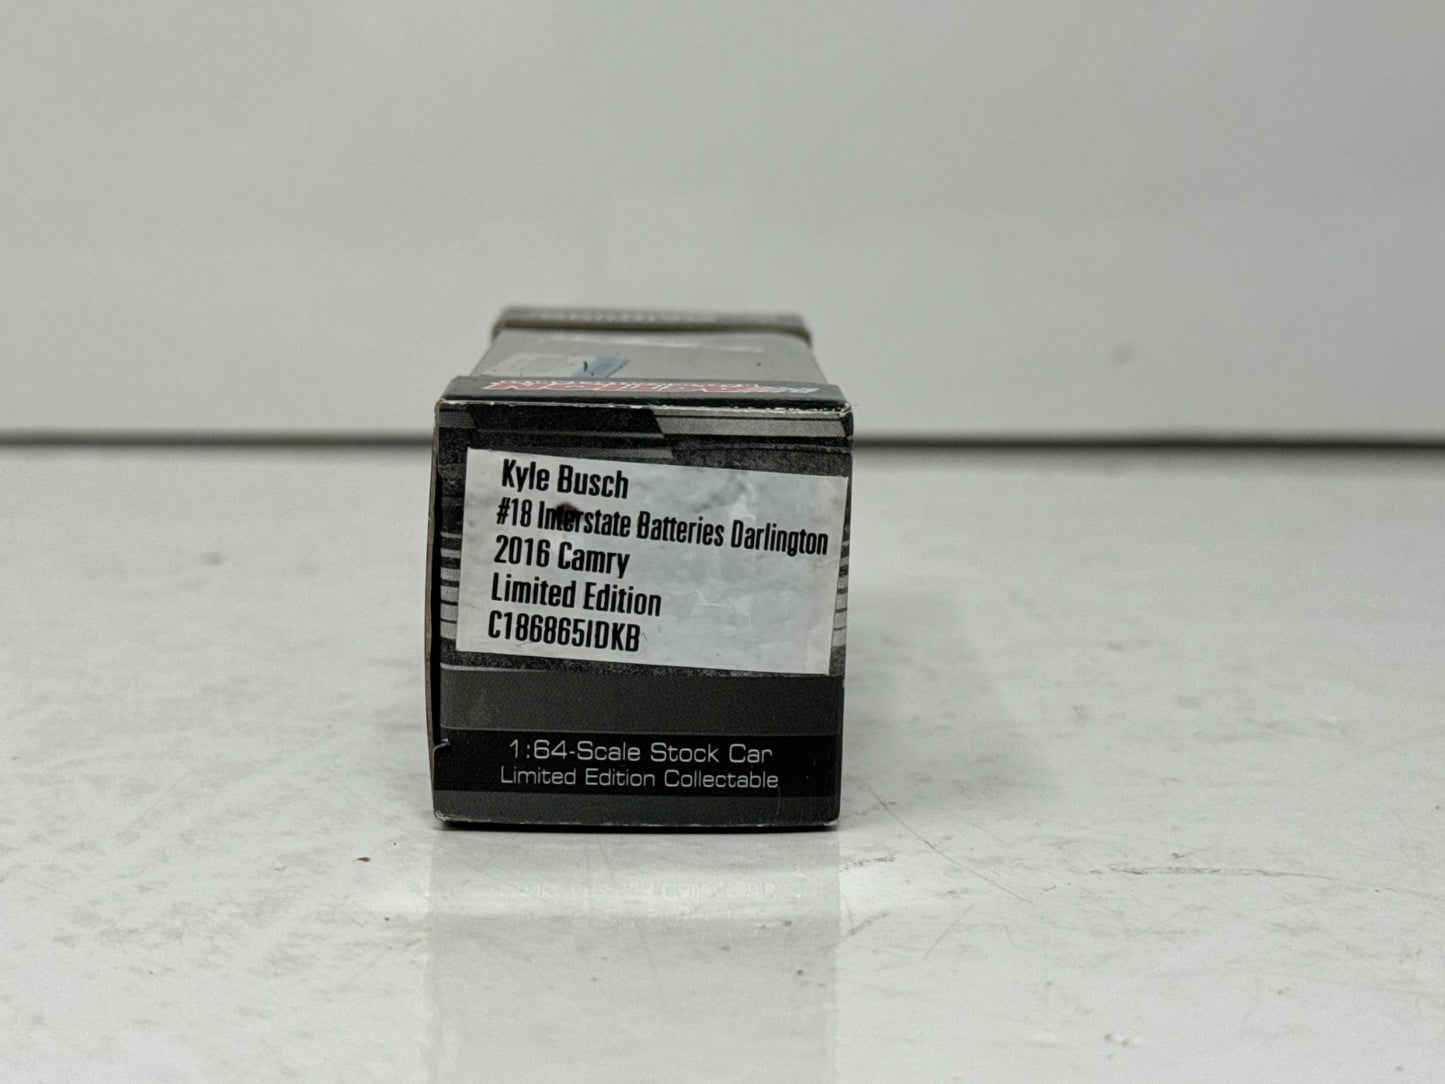 ACTION
Kyle Busch
#18 Interstate Batteries Darlington
2016 Camry
Limited Edition
C186865IDKB
1:64-Scale Stock Car
Limited Edition Collectable